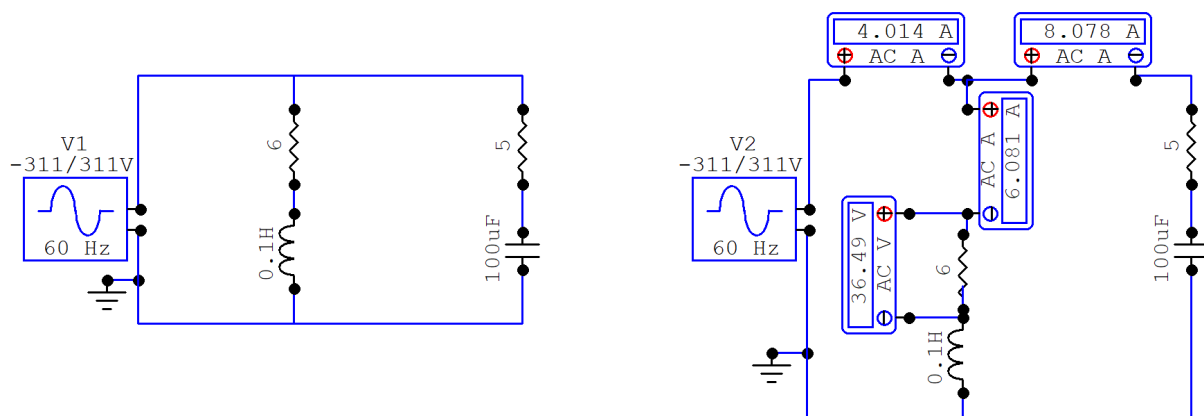 V1
-311/311V
60 Hz
6
0.1H
5
100uF
4.014 A
AC A
8.078 A
AC A
6.081 A
AC A
V2
-311/311V
60 Hz
36.49 V
AC V
6
0.1H
5
100uF